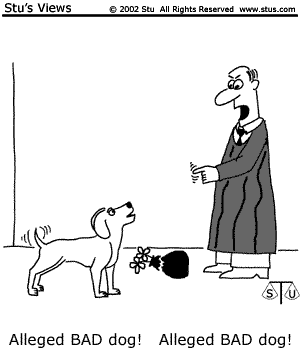 Stu's Views © 2002 Stu All Rights Reserved www.stus.com
S U
Alleged BAD dog! Alleged BAD dog!